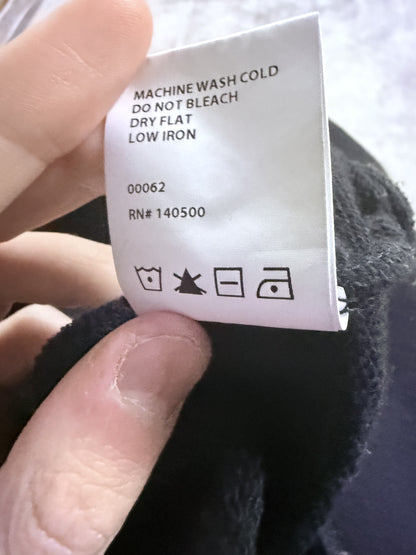 MACHINE WASH COLD
DO NOT BLEACH
DRY FLAT
LOW IRON
00062
RN# 140500